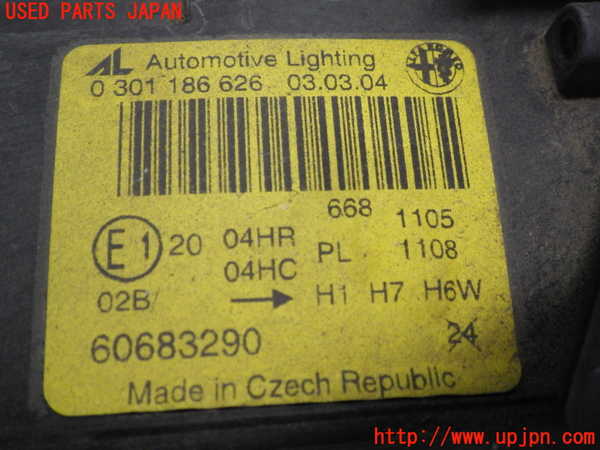 USED PARTS JAPAN
AL Automotive Lighting
0 301 186 626 03.03.04
668 1105
E1 20 04HR PL 1108
04HC
02B/ → H1 H7 H6W
60683290 24
Made in Czech Republic
http://www.upjpn.com